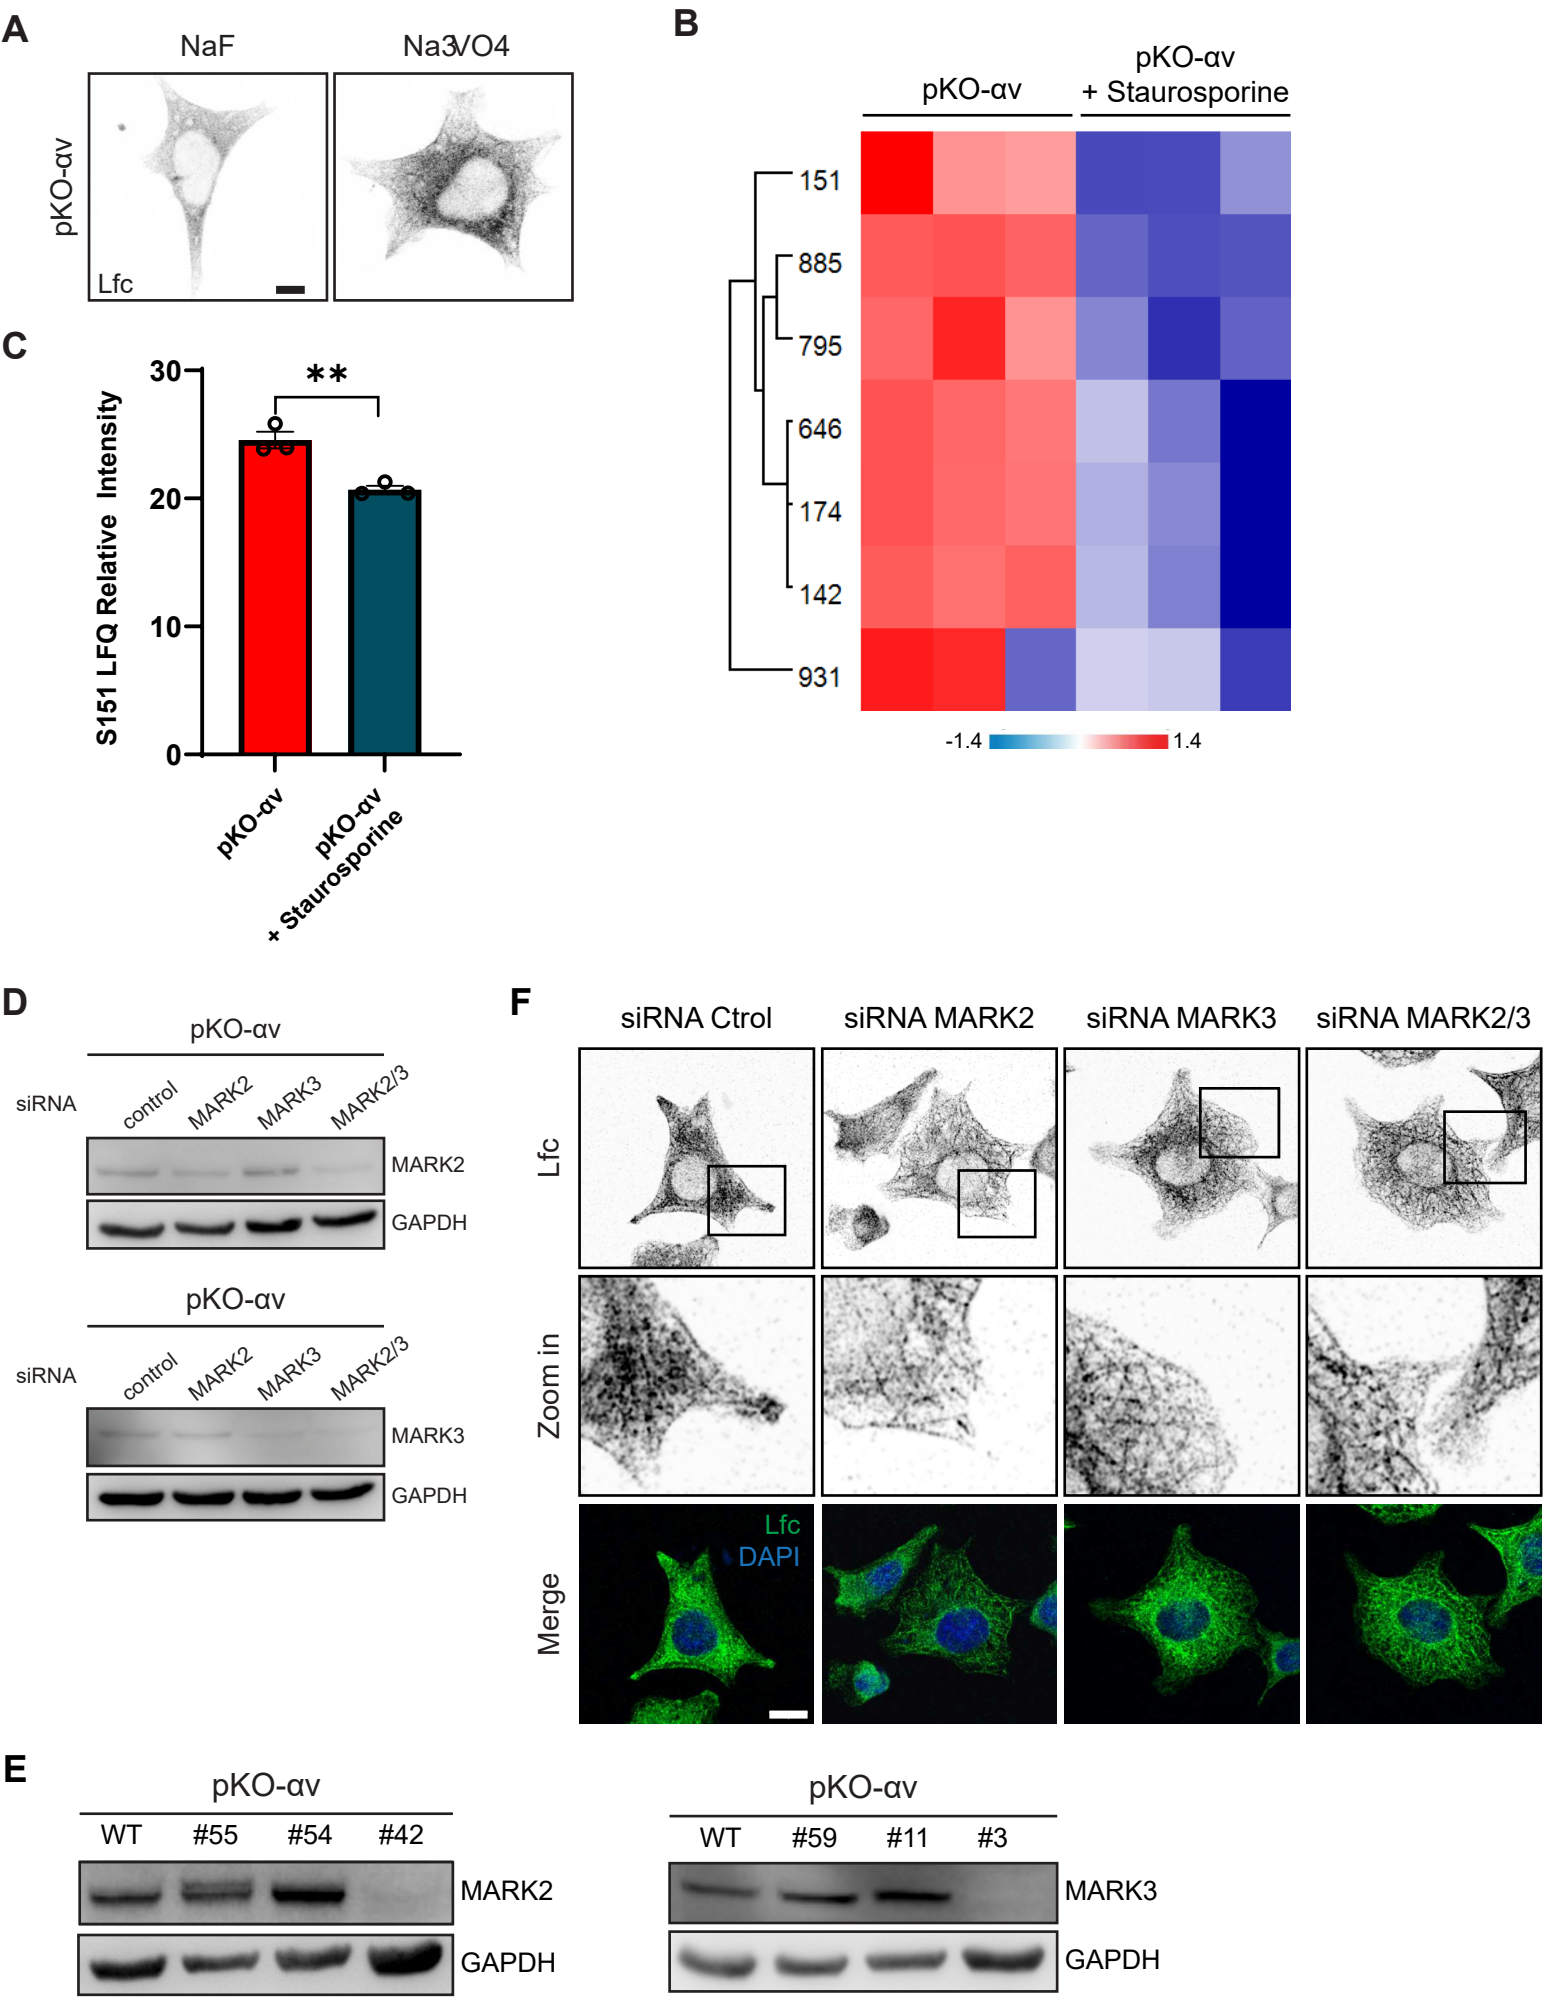 A
NaF
Na3VO4
pKO-αv
Lfc
B
pKO-αv
pKO-αv
+ Staurosporine
151
885
795
646
174
142
931
-1.4
1.4
C
**
30
20
10
0
S151 LFQ Relative Intensity
pKO-αv
pKO-αv
+ Staurosporine
D
pKO-αv
siRNA
control
MARK2
MARK3
MARK2/3
MARK2
GAPDH
pKO-αv
siRNA
control
MARK2
MARK3
MARK2/3
MARK3
GAPDH
F
siRNA Ctrol
siRNA MARK2
siRNA MARK3
siRNA MARK2/3
Lfc
Zoom in
Merge
Lfc
DAPI
E
pKO-αv
WT
#55
#54
#42
MARK2
GAPDH
pKO-αv
WT
#59
#11
#3
MARK3
GAPDH